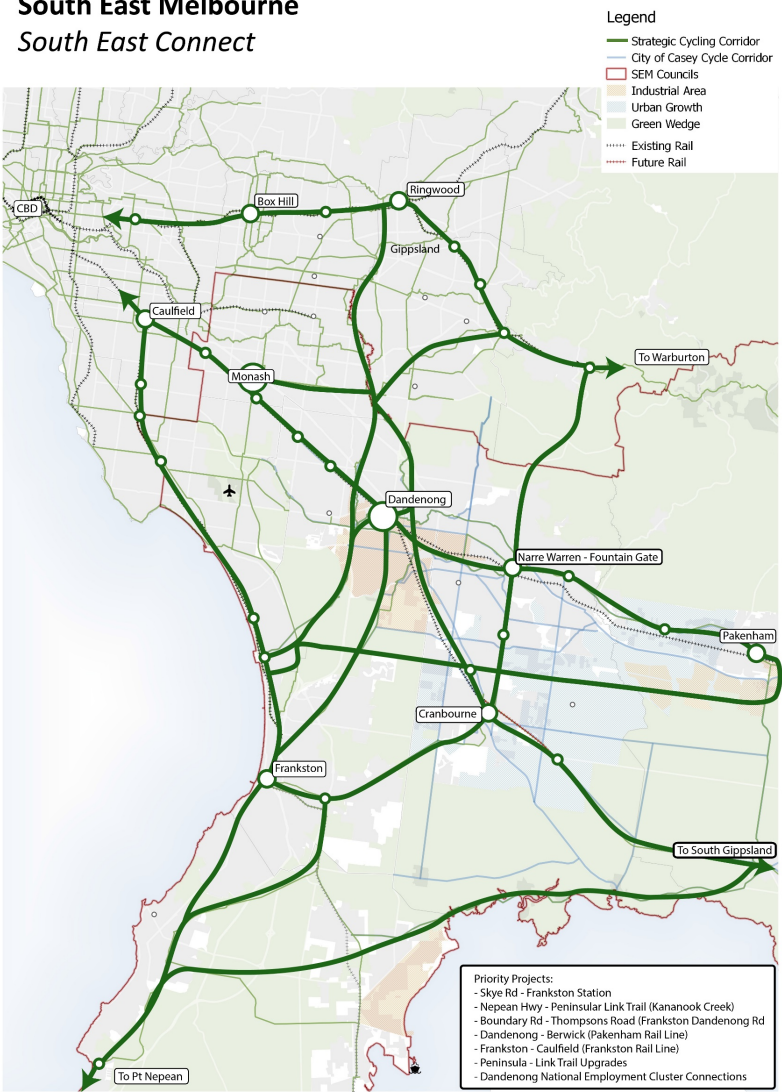 South East Melbourne
South East Connect
Legend
Strategic Cycling Corridor
City of Casey Cycle Corridor
SEM Councils
Industrial Area
Urban Growth
Green Wedge
Existing Rail
Future Rail
Ringwood
Box Hill
CBD
Gippsland
Caulfield
To Warburton
Monash
Dandenong
Narre Warren - Fountain Gate
Pakenham
Cranbourne
Frankston
To South Gippsland
Priority Projects:
- Skye Rd - Frankston Station
- Nepean Hwy - Peninsular Link Trail (Kananook Creek)
- Boundary Rd - Thompsons Road (Frankston Dandenong Rd
- Dandenong - Berwick (Pakenham Rail Line)
- Frankston - Caulfield (Frankston Rail Line)
- Peninsula - Link Trail Upgrades
- Dandenong National Employment Cluster Connections
To Pt Nepean